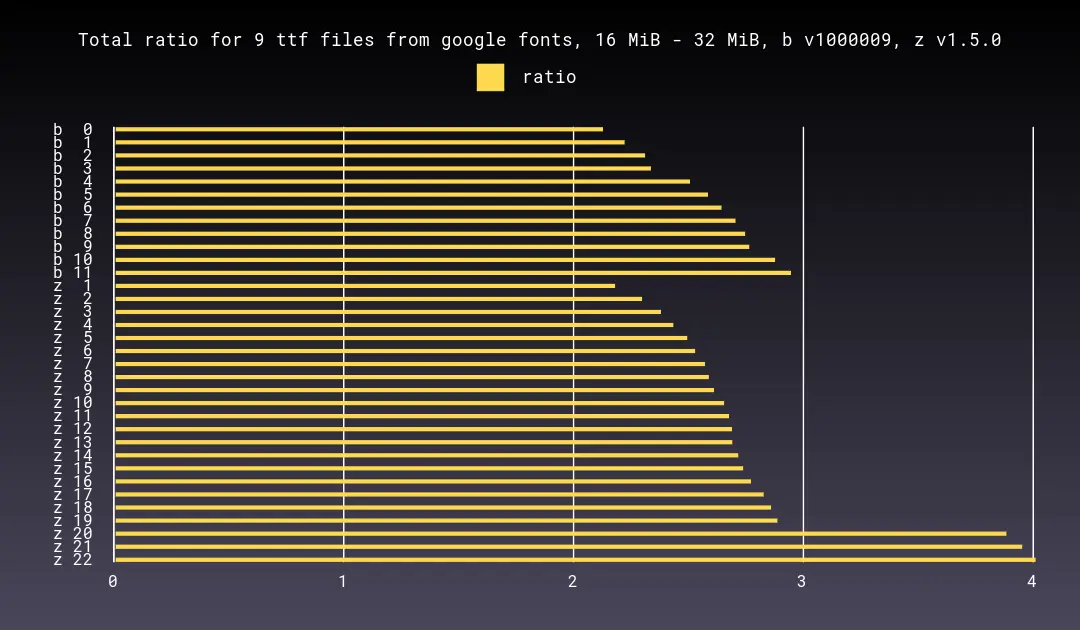 Total ratio for 9 ttf files from google fonts, 16 MiB - 32 MiB, b v1000009, z v1.5.0
ratio
b 0
b 1
b 2
b 3
b 4
b 5
b 6
b 7
b 8
b 9
b 10
b 11
z 1
z 2
z 3
z 4
z 5
z 6
z 7
z 8
z 9
z 10
z 11
z 12
z 13
z 14
z 15
z 16
z 17
z 18
z 19
z 20
z 21
z 22
0 1 2 3 4